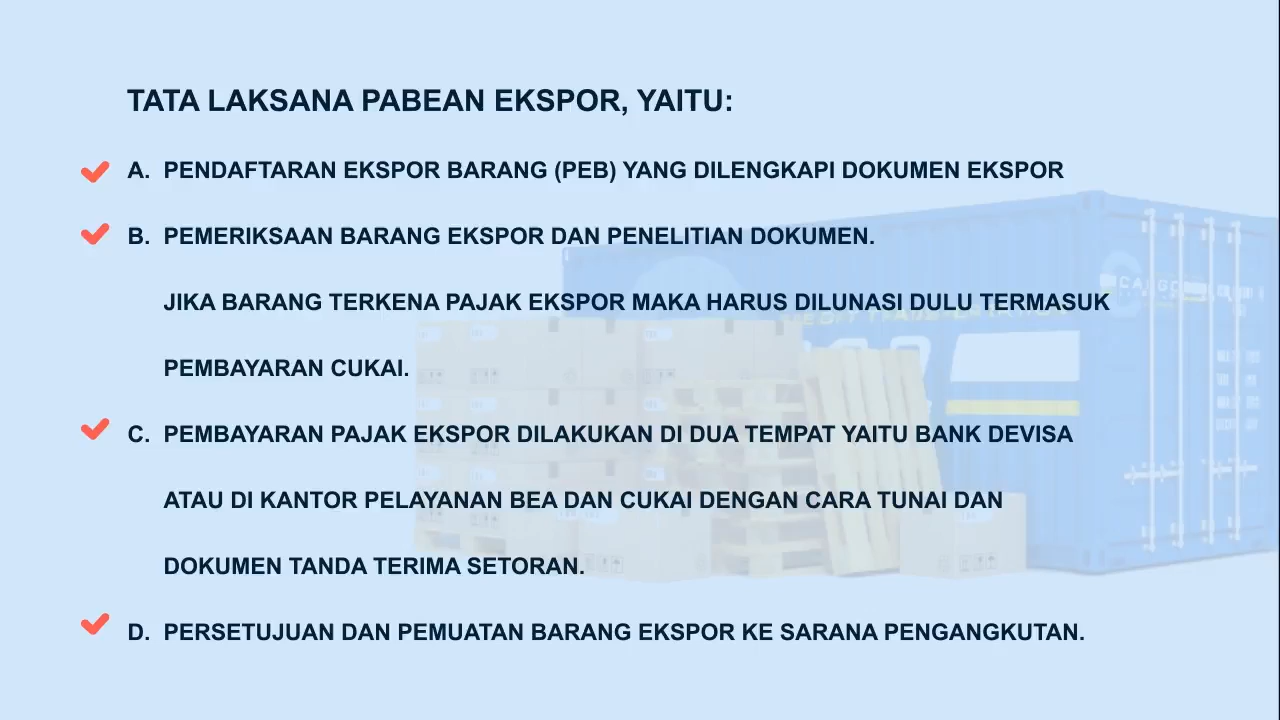 TATA LAKSANA PABEAN EKSPOR, YAITU:
A. PENDAFTARAN EKSPOR BARANG (PEB) YANG DILENGKAPI DOKUMEN EKSPOR
B. PEMERIKSAAN BARANG EKSPOR DAN PENELITIAN DOKUMEN.
JIKA BARANG TERKENA PAJAK EKSPOR MAKA HARUS DILUNASI DULU TERMASUK
PEMBAYARAN CUKAI.
C. PEMBAYARAN PAJAK EKSPOR DILAKUKAN DI DUA TEMPAT YAITU BANK DEVISA
ATAU DI KANTOR PELAYANAN BEA DAN CUKAI DENGAN CARA TUNAI DAN
DOKUMEN TANDA TERIMA SETORAN.
D. PERSETUJUAN DAN PEMUATAN BARANG EKSPOR KE SARANA PENGANGKUTAN.
CARGO